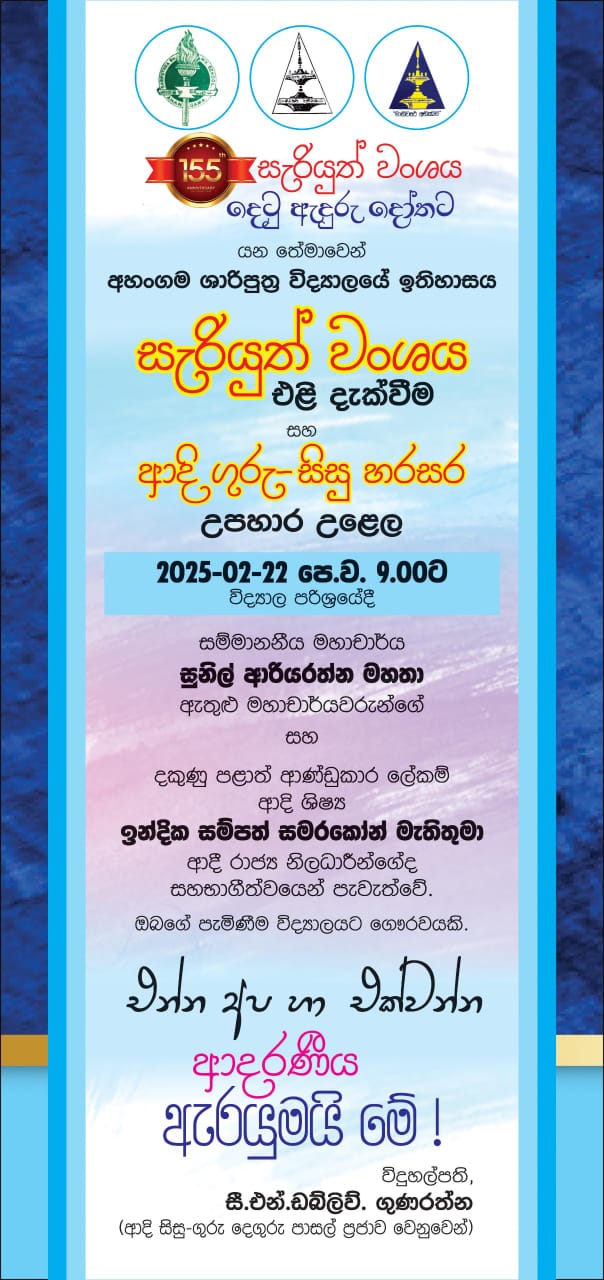 155th
ANNIVERSARY
සැරියුත් වංශය
දෙටු ඇදුරු දෝතට
යන තේමාවෙන්
අහංගම ශාරිපුත්‍ර විද්‍යාලයේ ඉතිහාසය
සැරියුත් වංශය
එළි දැක්වීම
සහ
ආදි ගුරු-සිසු හරසර
උපහාර උළෙල
2025-02-22 පෙ.ව. 9.00ට
විද්‍යාල පරිශ්‍රයේදී
සම්මානනීය මහාචාර්ය
සුනිල් ආරියරත්න මහතා
ඇතුළු මහාචාර්යවරුන්ගේ
සහ
දකුණු පළාත් ආණ්ඩුකාර ලේකම්
ආදි ශිෂ්‍ය
ඉන්දික සම්පත් සමරකෝන් මැතිතුමා
ආදී රාජ්‍ය නිලධාරීන්ගේද
සහභාගීත්වයෙන් පැවැත්වේ.
ඔබගේ පැමිණීම විද්‍යාලයට ගෞරවයකි.
එන්න අප හා එක්වන්න
ආදරණීය
ඇරයුමයි මේ !
විදුහල්පති,
සී.එන්.ඩබ්ලිව්. ගුණරත්න
(ආදි සිසු-ගුරු දෙගුරු පාසල් ප්‍රජාව වෙනුවෙන්)